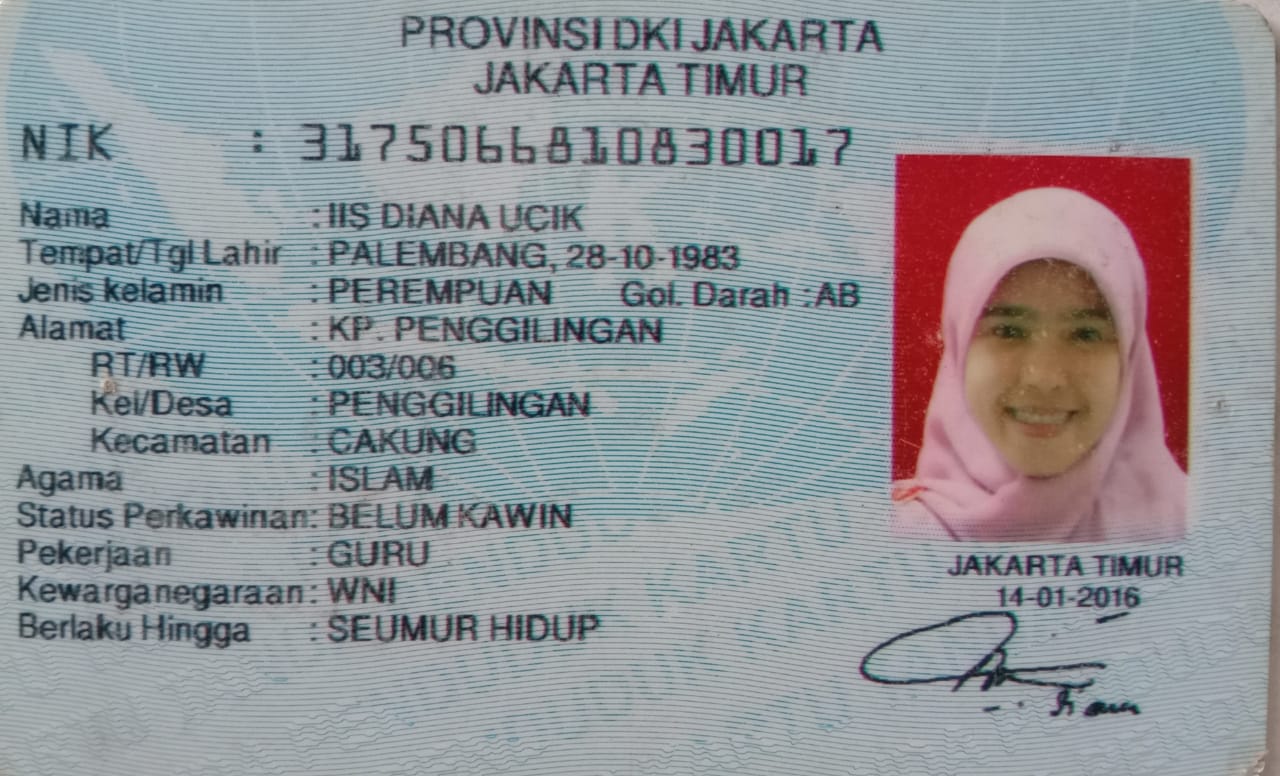 PROVINSI DKI JAKARTA
JAKARTA TIMUR
NIK : 3175066810830017
Nama : IIS DIANA UCIK
Tempat/Tgl Lahir : PALEMBANG, 28-10-1983
Jenis kelamin : PEREMPUAN Gol. Darah : AB
Alamat : KP. PENGGILINGAN
RT/RW : 003/006
Kel/Desa : PENGGILINGAN
Kecamatan : CAKUNG
Agama : ISLAM
Status Perkawinan: BELUM KAWIN
Pekerjaan : GURU
Kewarganegaraan: WNI
Berlaku Hingga : SEUMUR HIDUP
JAKARTA TIMUR
14-01-2016